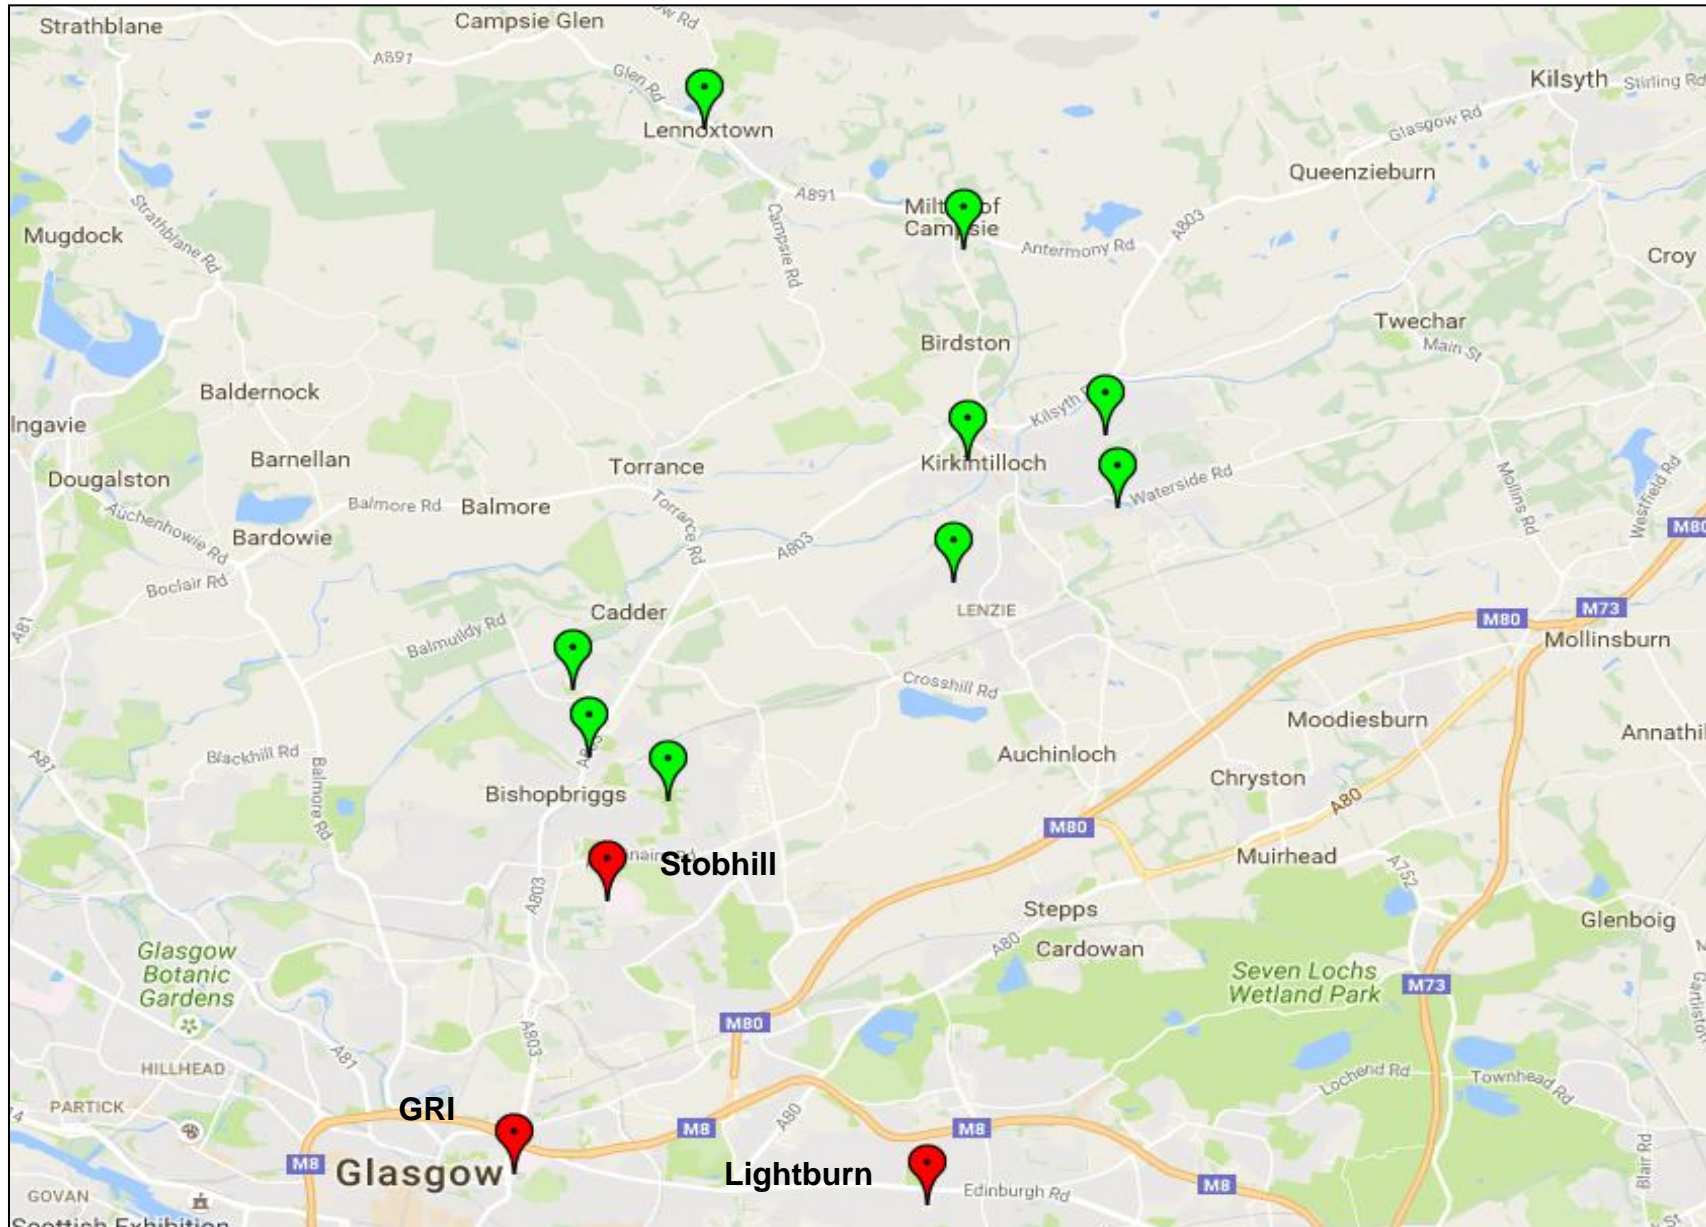 Strathblane
Campsie Glen
ow Rd
A891
Glen Rd
Kilsyth
Stirling Rd
Lennoxtown
Glasgow Rd
Queenzieburn
A891
Campsie Rd
Milt of
Campsie
Antermony Rd
A803
Strathblane Rd
Mugdock
Croy
Birdston
Twechar
Main St
Baldernock
lngavie
Kilsyth
Barnellan
Dougalston
Torrance
Kirkintilloch
Waterside Rd
Mollins Rd
Westfield Rd
Balmore Rd
Balmore
Torrance Rd
Auchenhowie Rd
Bardowie
A803
M80
Boclair Rd
Cadder
LENZIE
M80
M73
Mollinsburn
A81
Balmuildy Rd
Crosshill Rd
Moodiesburn
Annathil
A81
Blackhill Rd
Balmore Rd
A803
Auchinloch
Chryston
Bishopbriggs
A80
M80
Muirhead
A752
Stobhill
A803
Stepps
Glenboig
A80
Cardowan
Glasgow
Botanic
Gardens
Seven Lochs
Wetland Park
M73
M80
A803
A81
HILLHEAD
Lochend Rd
Townhead Rd
PARTICK
GRI
A80
M8
M8
M8
Glasgow
Lightburn
Edinburgh Rd
M8
Blair Rd
GOVAN
Scottish Exhibition